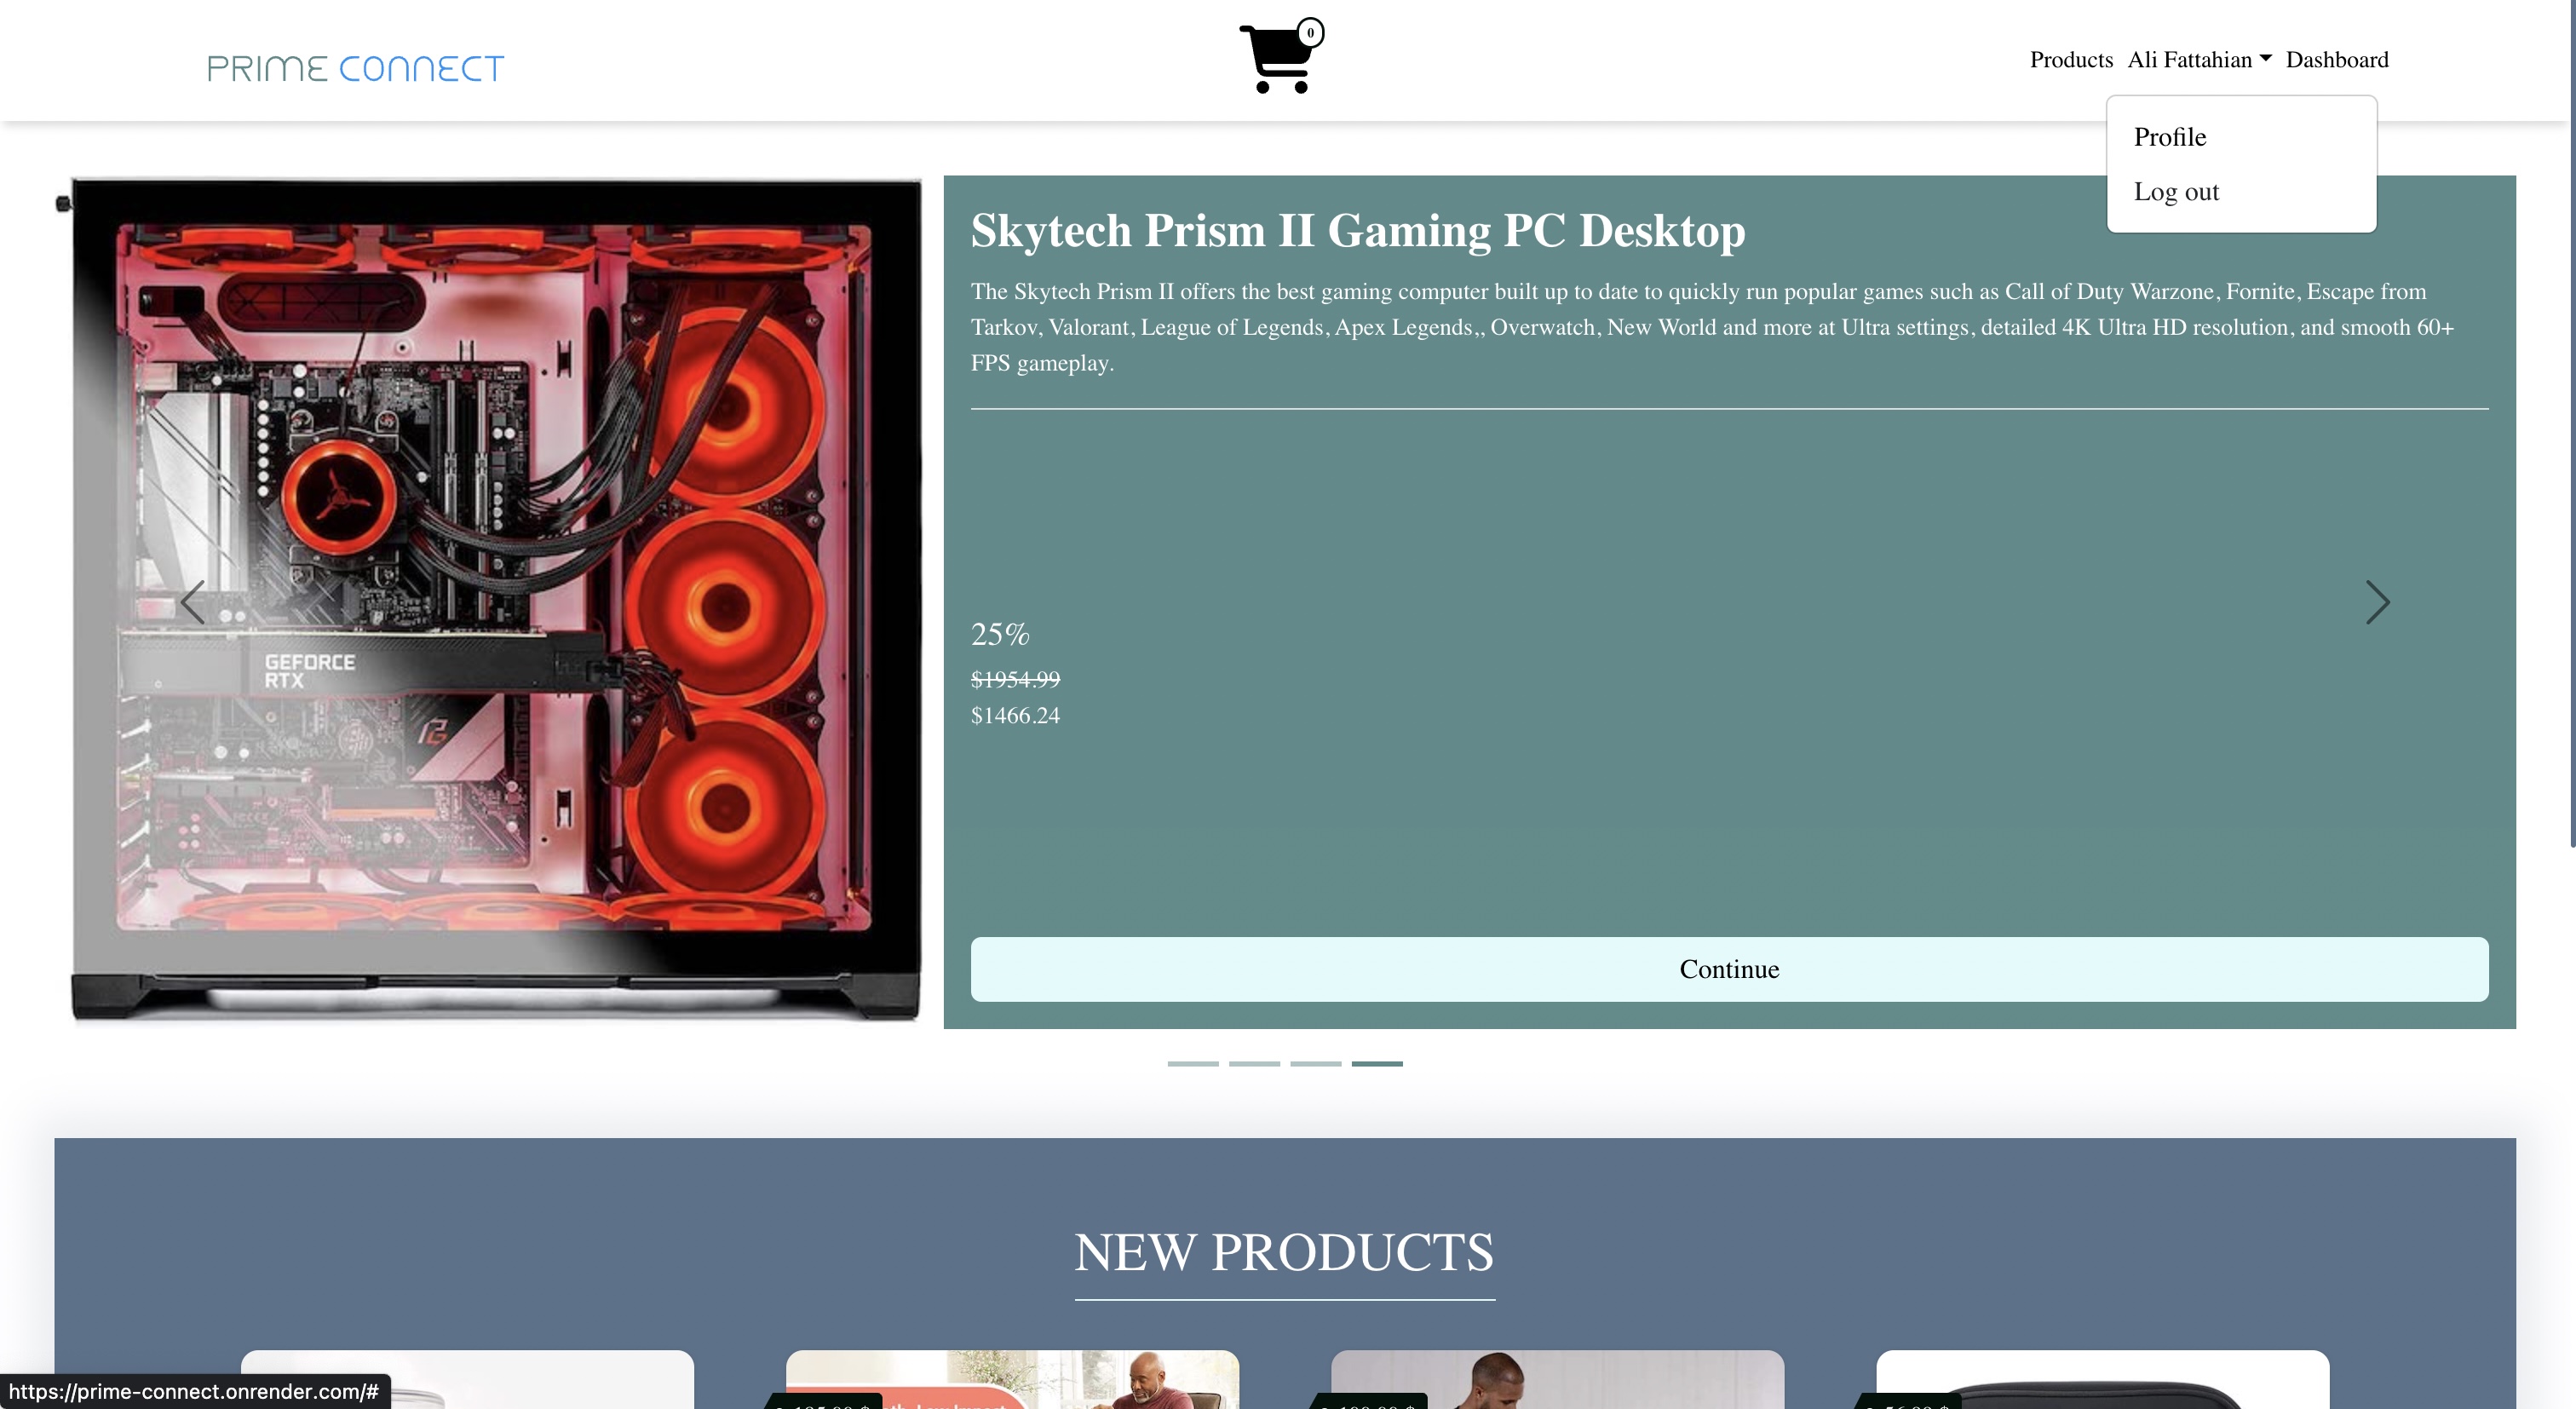 PRIME CONNECT
0
Products Ali Fattahian Dashboard
Profile
Log out
Skytech Prism II Gaming PC Desktop
The Skytech Prism II offers the best gaming computer built up to date to quickly run popular games such as Call of Duty Warzone, Fornite, Escape from
Tarkov, Valorant, League of Legends, Apex Legends,, Overwatch, New World and more at Ultra settings, detailed 4K Ultra HD resolution, and smooth 60+
FPS gameplay.
GEFORCE
RTX
25%
$1954.99
$1466.24
Continue
NEW PRODUCTS
https://prime-connect.onrender.com/#